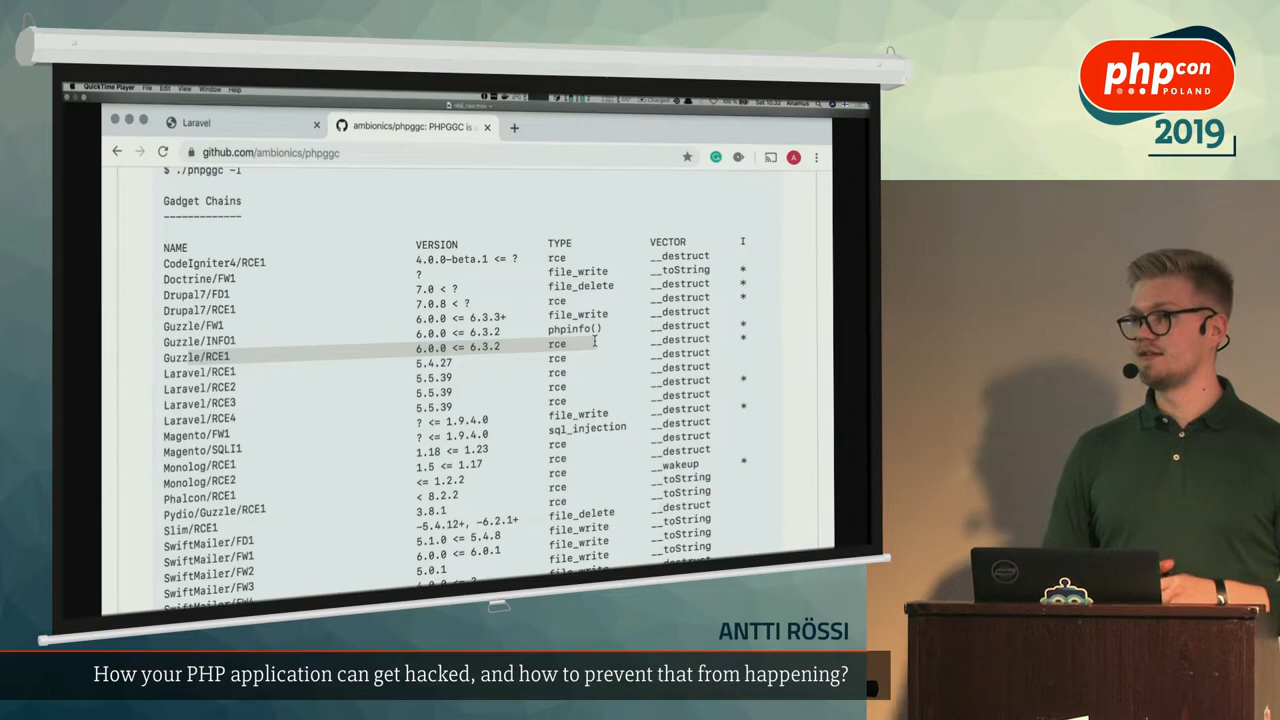 QuickTime Player File Edit View Window Help
Laravel
ambionics/phpggc: PHPGGC is
github.com/ambionics/phpggc
$ ./phpggc -l
Gadget Chains
-------------
NAME VERSION TYPE VECTOR I
CodeIgniter4/RCE1 4.0.0-beta.1 <= ? rce __destruct
Doctrine/FW1 ? file_write __toString *
Drupal7/FD1 7.0 < ? file_delete __destruct *
Drupal7/RCE1 7.0.8 < ? rce __destruct *
Guzzle/FW1 6.0.0 <= 6.3.3+ file_write __destruct
Guzzle/INFO1 6.0.0 <= 6.3.2 phpinfo() __destruct *
Guzzle/RCE1 6.0.0 <= 6.3.2 rce __destruct *
Laravel/RCE1 5.4.27 rce __destruct
Laravel/RCE2 5.5.39 rce __destruct
Laravel/RCE3 5.5.39 rce __destruct *
Laravel/RCE4 5.5.39 rce __destruct
Magento/FW1 ? <= 1.9.4.0 file_write __destruct *
Magento/SQLI1 ? <= 1.9.4.0 sql_injection __destruct
Monolog/RCE1 1.18 <= 1.23 rce __destruct
Monolog/RCE2 1.5 <= 1.17 rce __destruct
Phalcon/RCE1 <= 1.2.2 rce __wakeup *
Pydio/Guzzle/RCE1 < 8.2.2 rce __toString
Slim/RCE1 3.8.1 rce __toString
SwiftMailer/FD1 -5.4.12+, -6.2.1+ file_delete __destruct
SwiftMailer/FW1 5.1.0 <= 5.4.8 file_write __toString
SwiftMailer/FW2 6.0.0 <= 6.0.1 file_write __toString
SwiftMailer/FW3 5.0.1 file_write __toString
A
phpcon
POLAND
2019
ANTTI RÖSSI
How your PHP application can get hacked, and how to prevent that from happening?